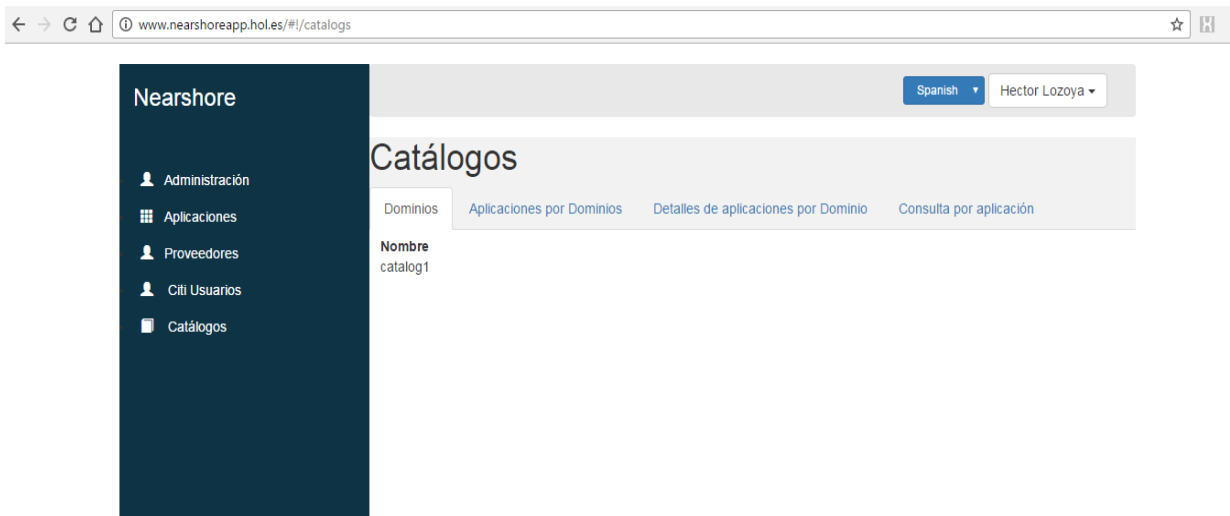 www.nearshoreapp.hol.es/#!/catalogs
Nearshore
Spanish
Hector Lozoya
Administración
Aplicaciones
Proveedores
Citi Usuarios
Catálogos
Catálogos
Dominios Aplicaciones por Dominios Detalles de aplicaciones por Dominio Consulta por aplicación
Nombre
catalog1